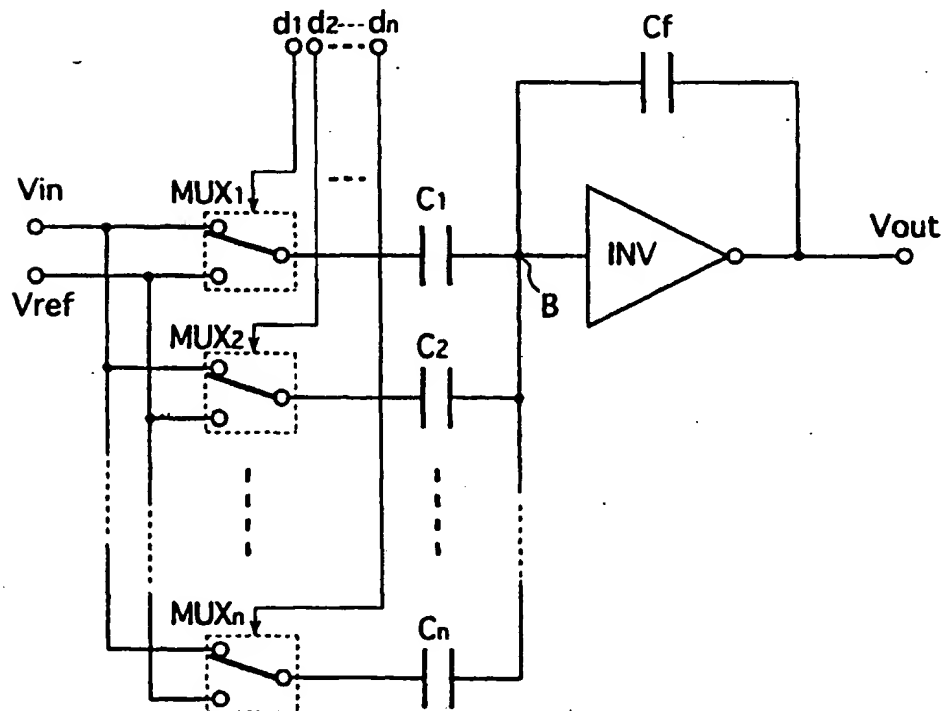 d1 d2---dn
Cf
Vin
MUX1
C1
INV
Vout
Vref
B
MUX2
C2
MUXn
Cn